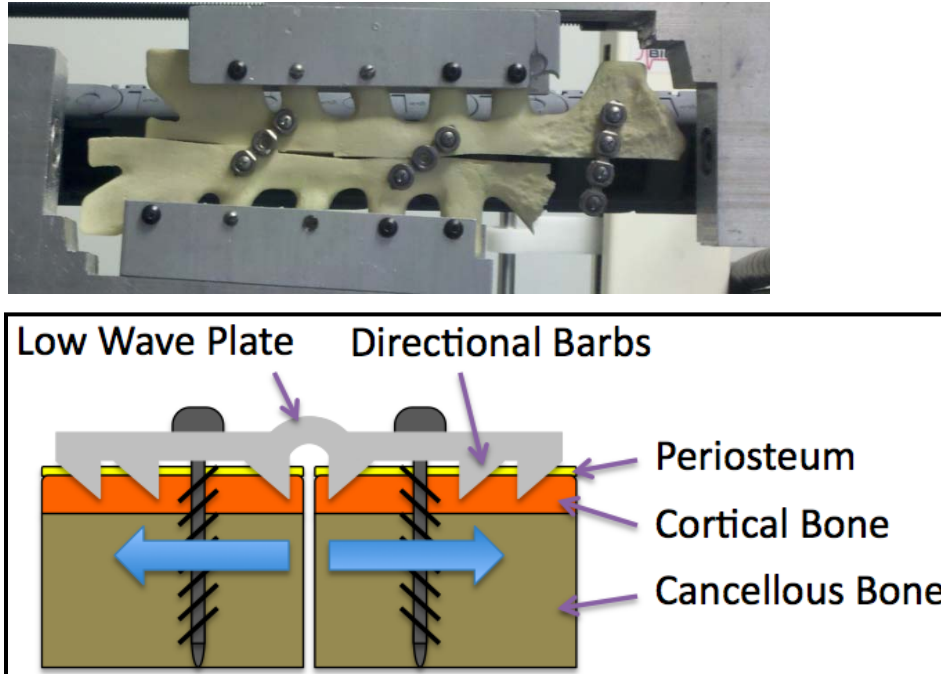 Low Wave Plate
Directional Barbs
Periosteum
Cortical Bone
Cancellous Bone